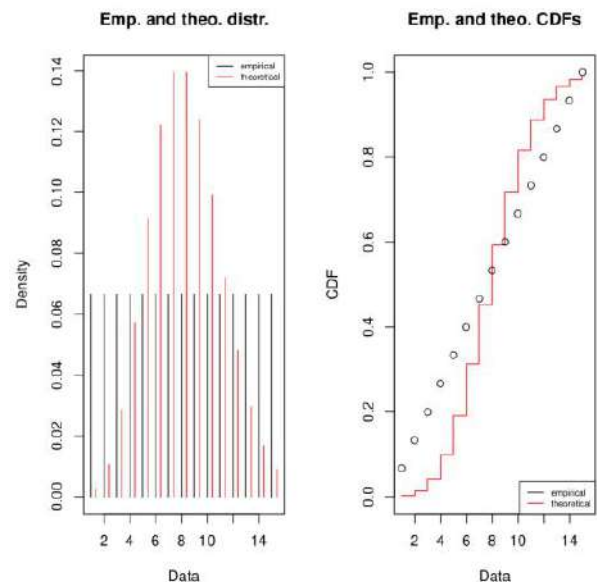 Emp. and theo. distr.
empirical
theoretical
Density
0.00
0.02
0.04
0.06
0.08
0.10
0.12
0.14
2
4
6
8
10
14
Data
Emp. and theo. CDFs
CDF
0.0
0.2
0.4
0.6
0.8
1.0
empirical
theoretical
2
4
6
8
10
14
Data